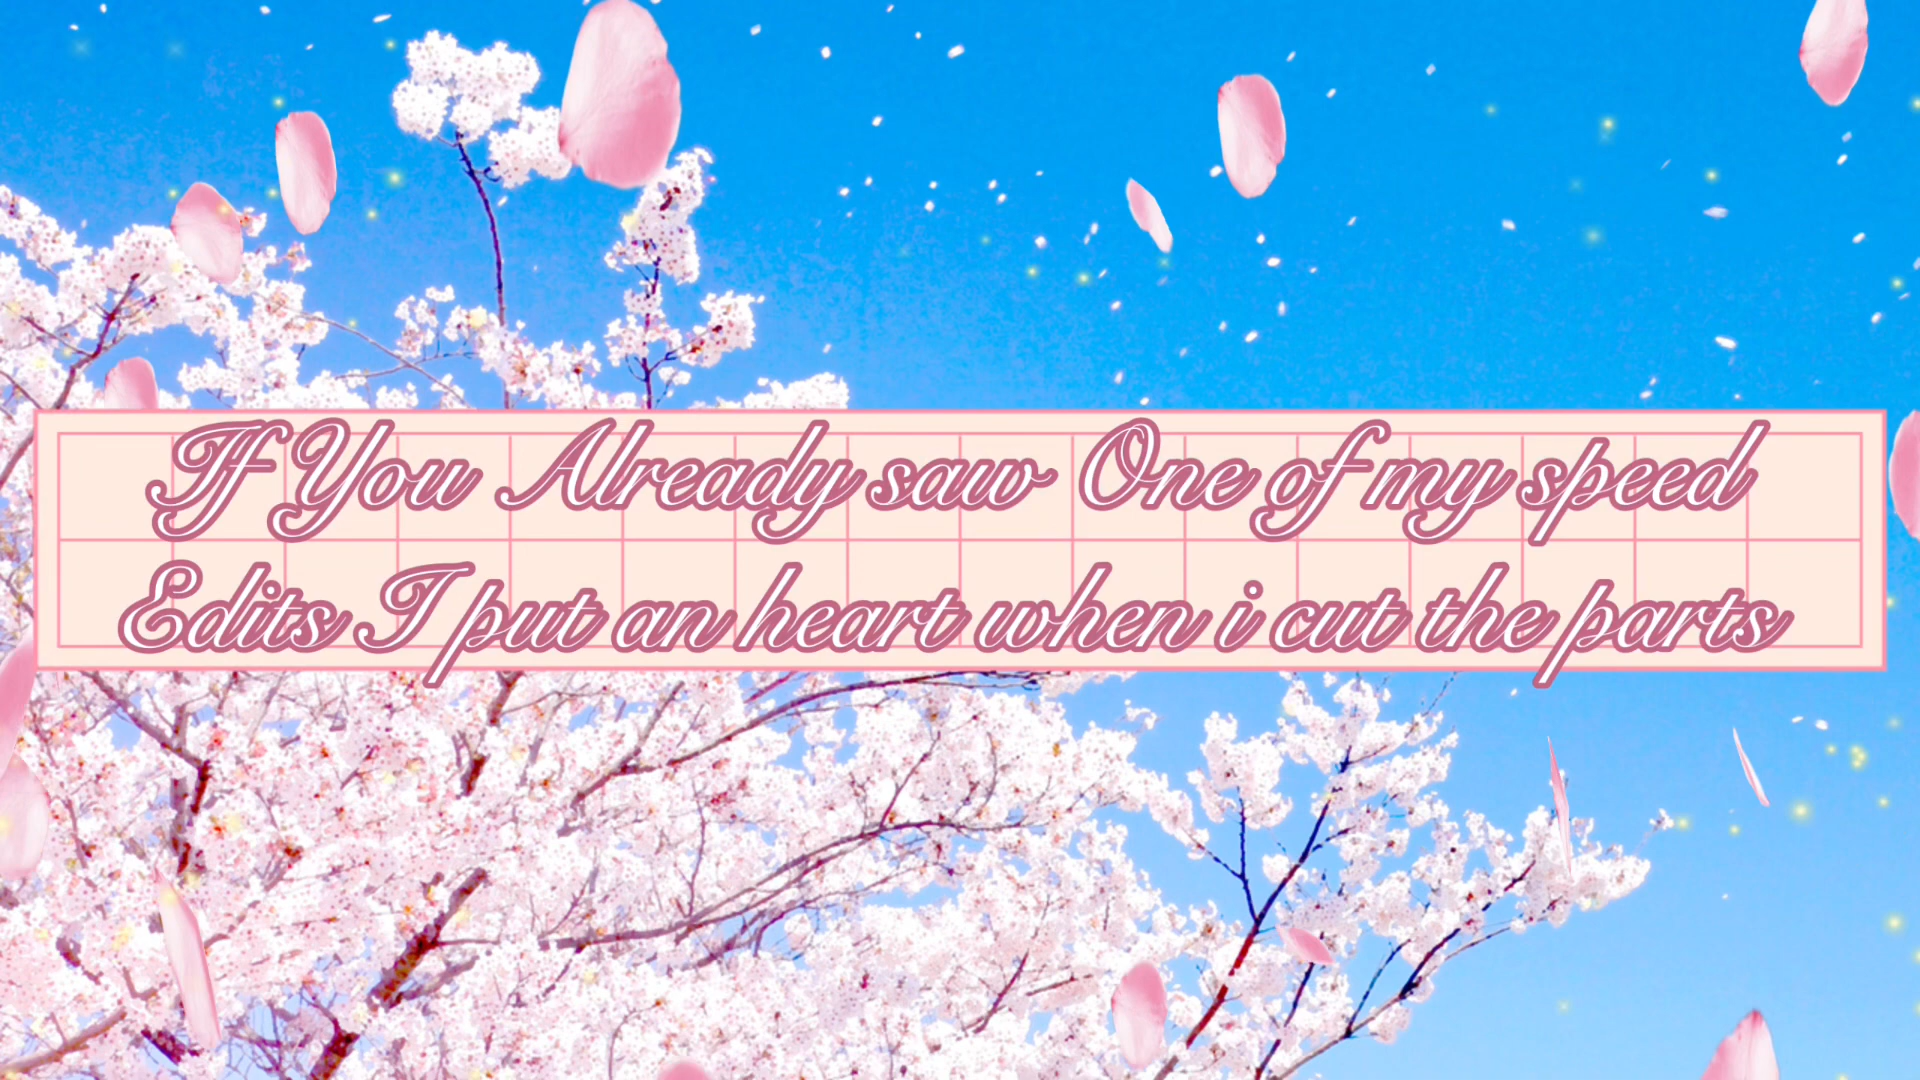 If You Already saw One of my speed
Edits I put an heart when i cut the parts